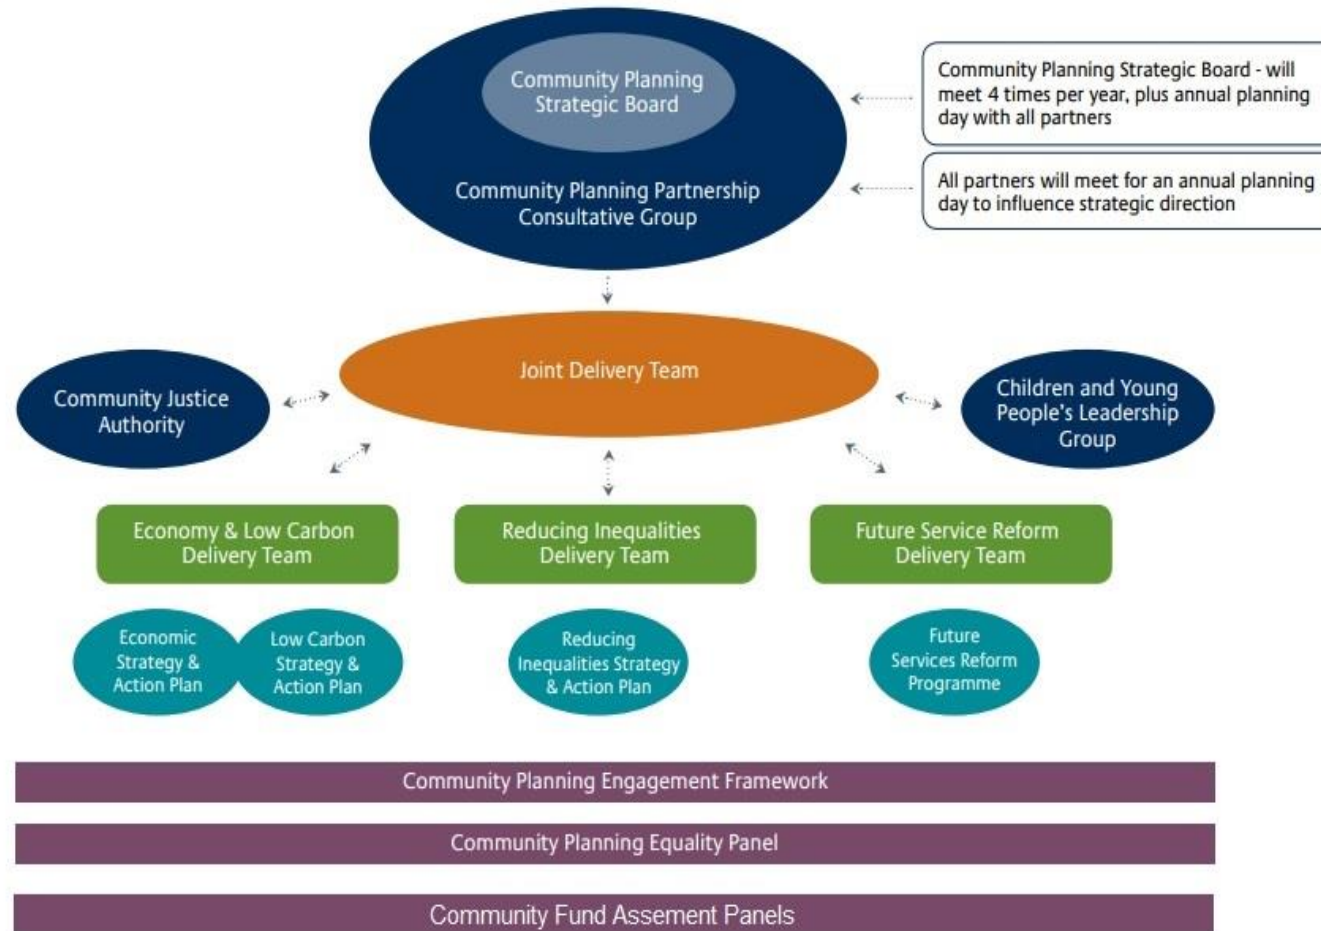 Community Planning
Strategic Board
Community Planning Partnership
Consultative Group
Community Planning Strategic Board - will
meet 4 times per year, plus annual planning
day with all partners
All partners will meet for an annual planning
day to influence strategic direction
Joint Delivery Team
Community Justice
Authority
Children and Young
People's Leadership
Group
Economy & Low Carbon
Delivery Team
Reducing Inequalities
Delivery Team
Future Service Reform
Delivery Team
Economic
Strategy &
Action Plan
Low Carbon
Strategy &
Action Plan
Reducing
Inequalities Strategy
& Action Plan
Future
Services Reform
Programme
Community Planning Engagement Framework
Community Planning Equality Panel
Community Fund Assement Panels